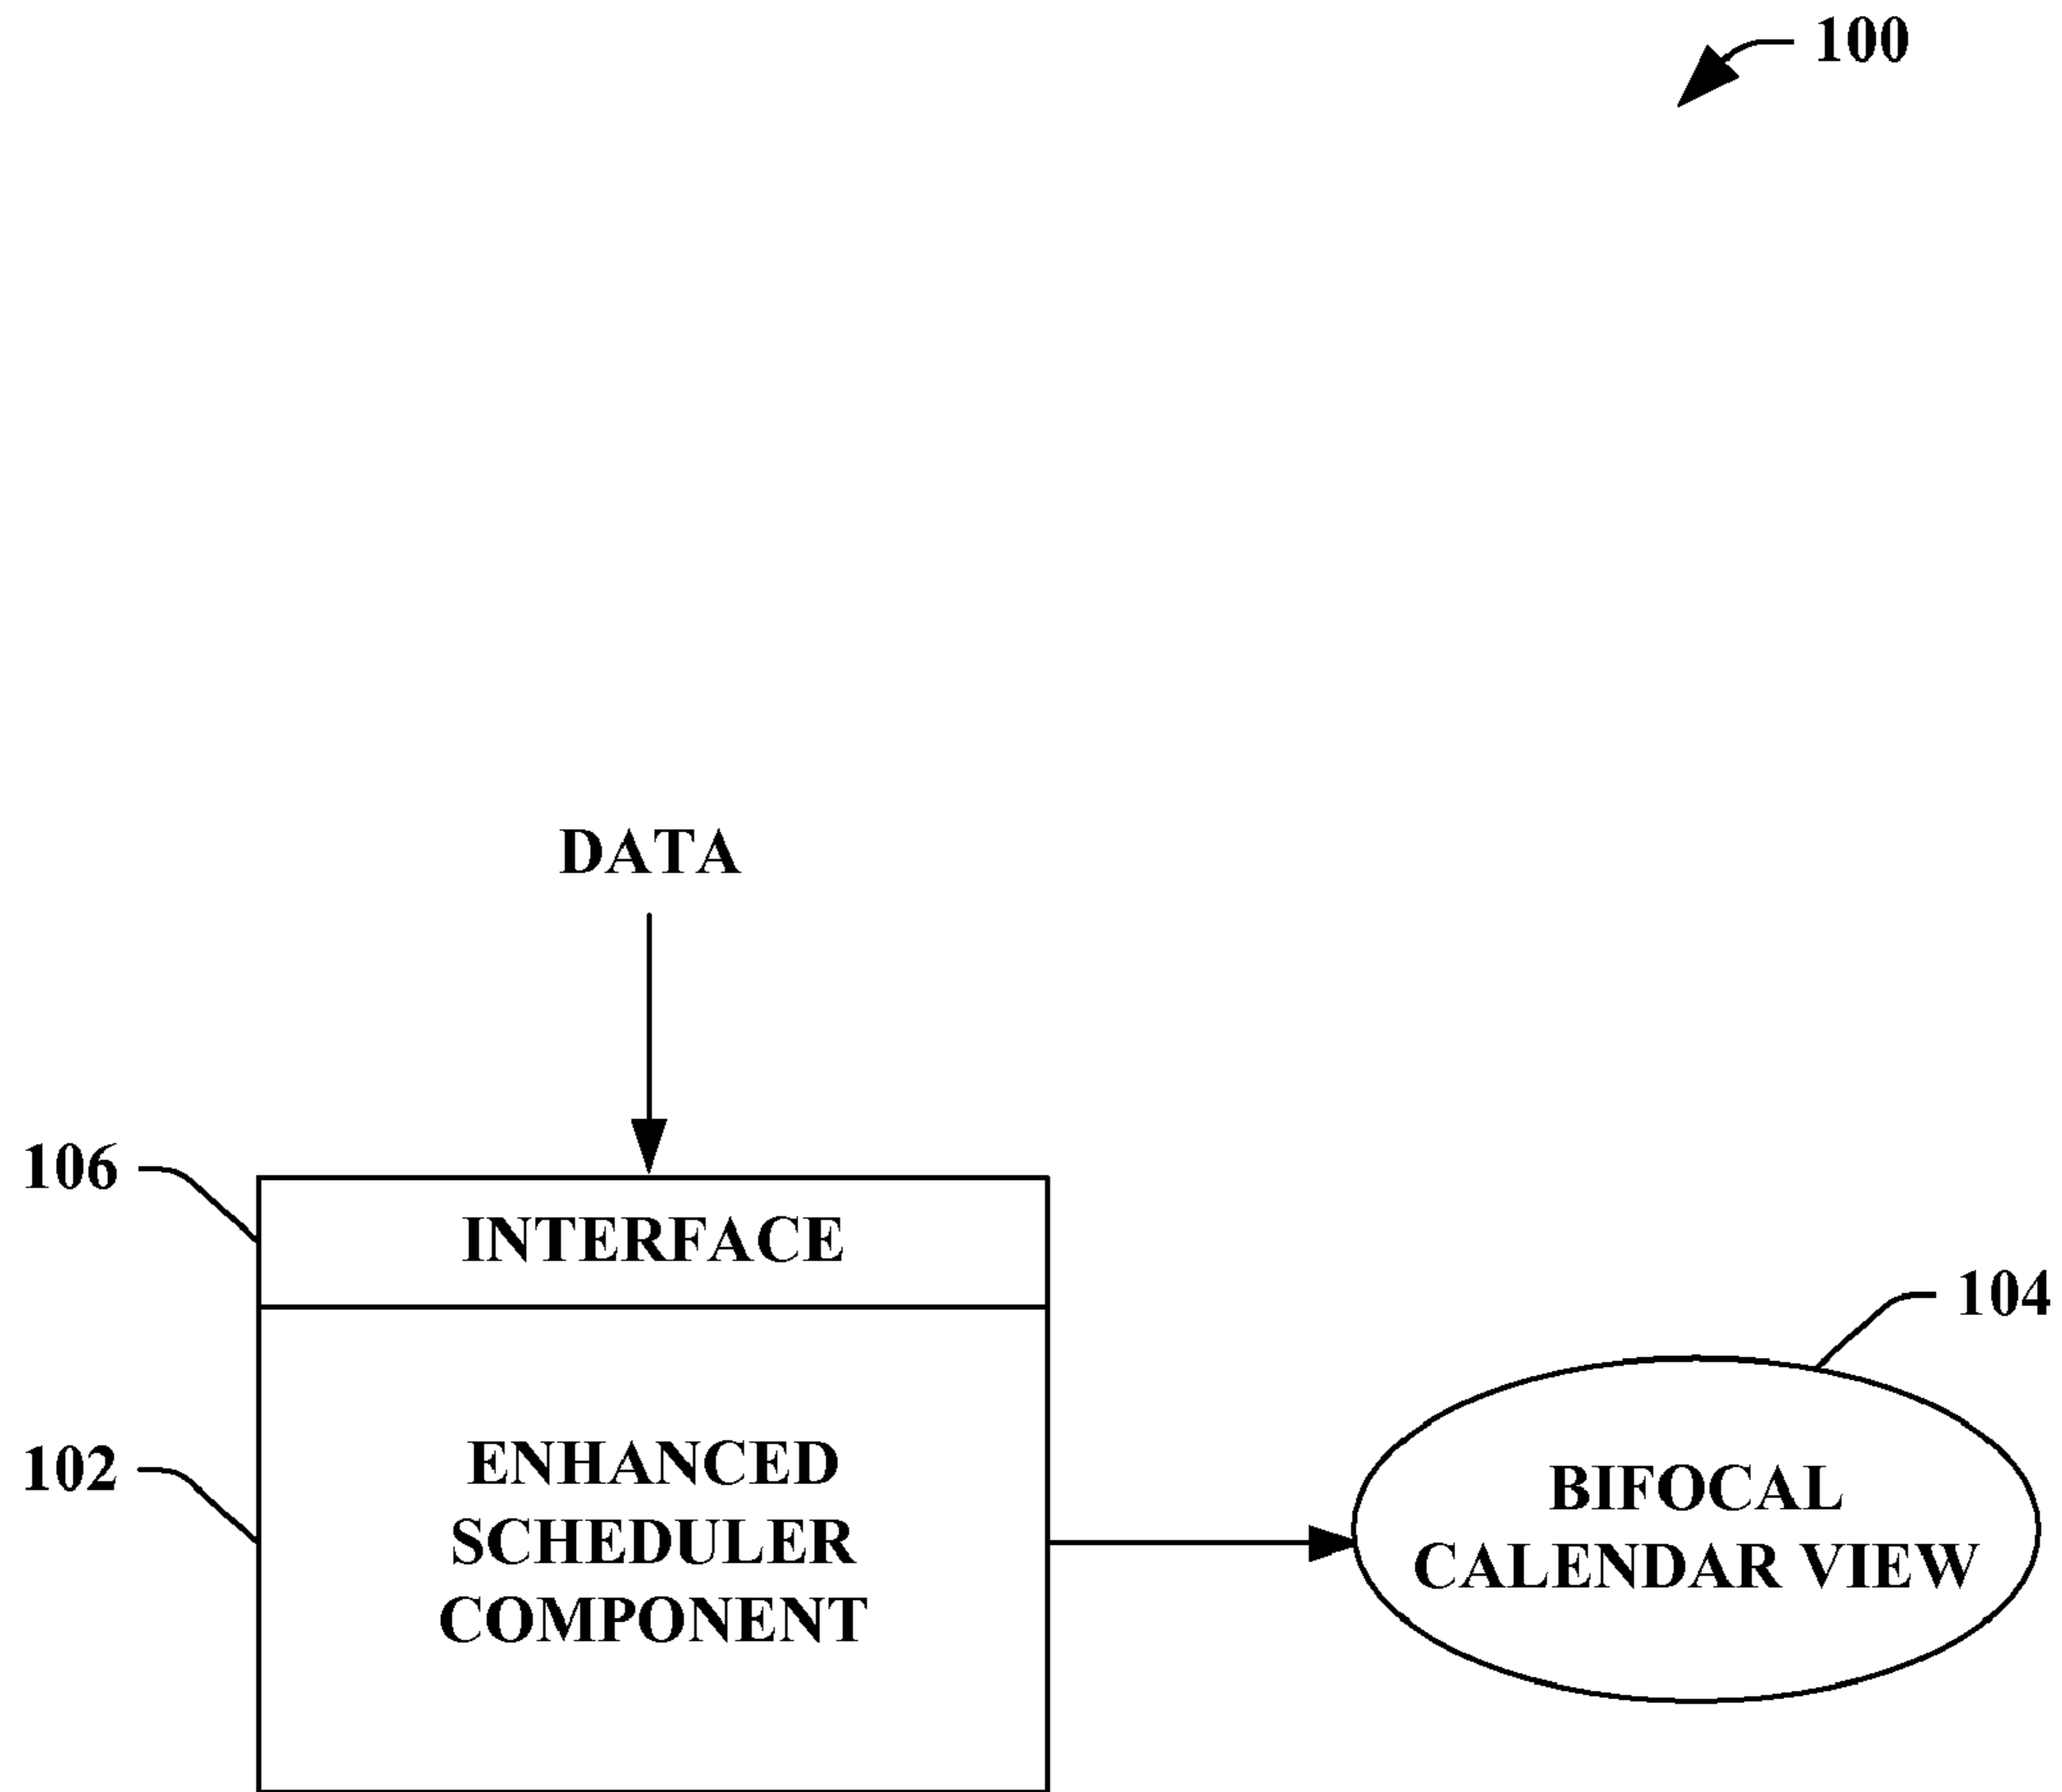 100
DATA
106
INTERFACE
104
102
ENHANCED
SCHEDULER
COMPONENT
BIFOCAL
CALENDAR VIEW